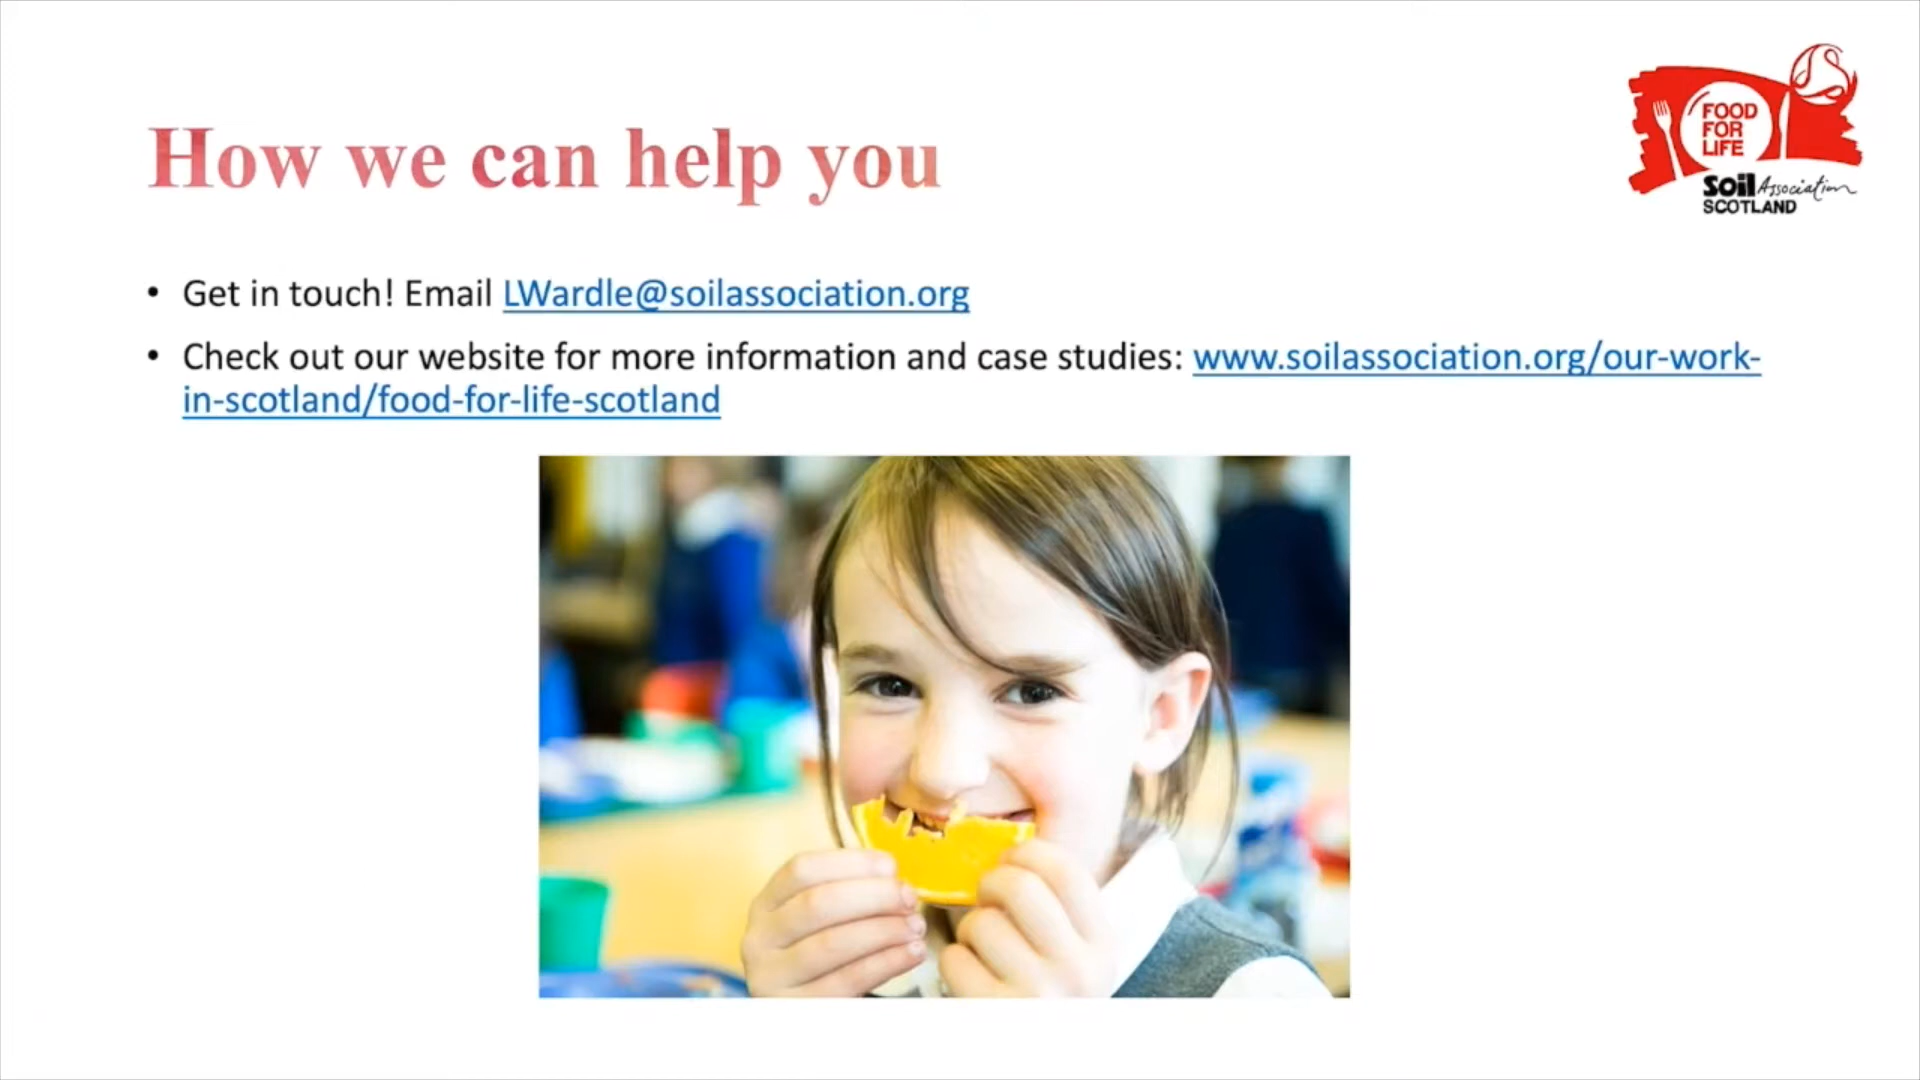 How we can help you
FOOD
FOR
LIFE
Soil Association
SCOTLAND
• Get in touch! Email LWardle@soilassociation.org
• Check out our website for more information and case studies: www.soilassociation.org/our-work-
in-scotland/food-for-life-scotland